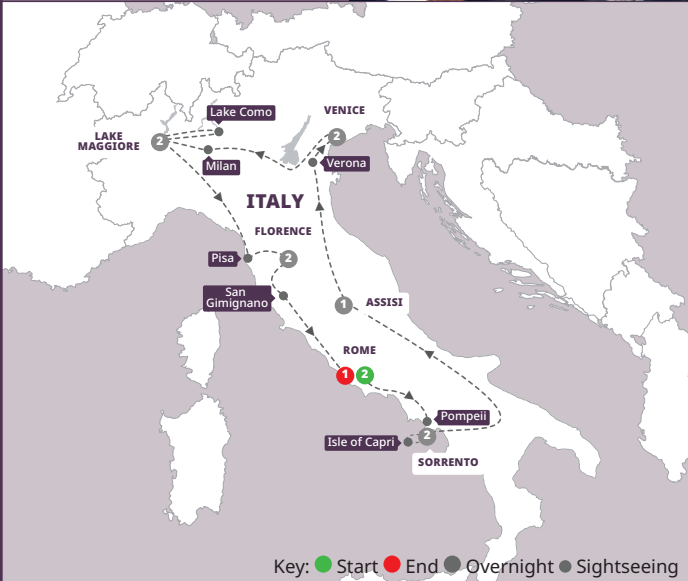 Lake Como
VENICE
2
LAKE
MAGGIORE
2
Milan
Verona
ITALY
FLORENCE
Pisa
2
San
Gimignano
1
ASSISI
ROME
1
2
Pompeii
2
Isle of Capri
SORRENTO
Key: Start End Overnight Sightseeing